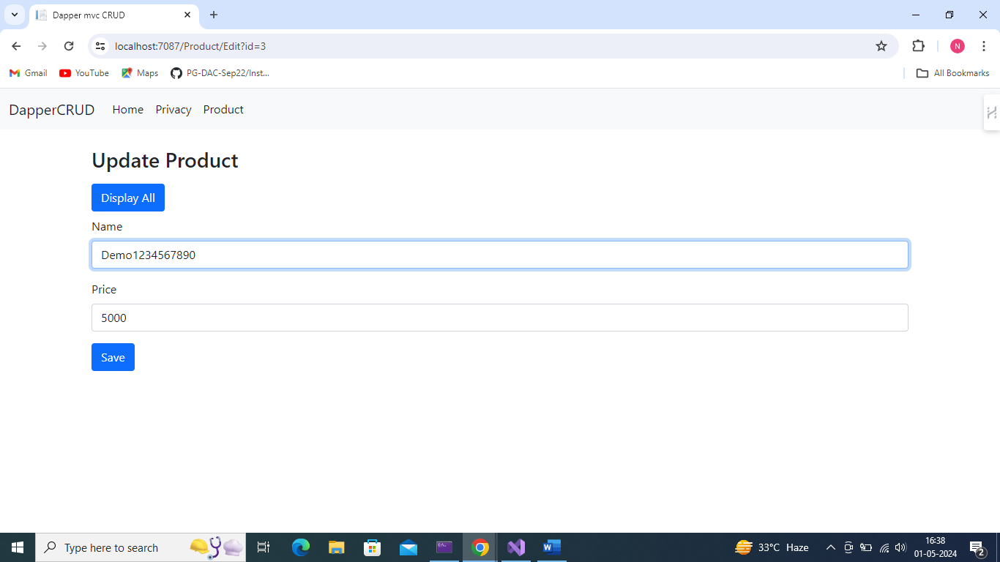 Dapper mvc CRUD
localhost:7087/Product/Edit?id=3
N
Gmail YouTube Maps PG-DAC-Sep22/Inst... All Bookmarks
DapperCRUD Home Privacy Product
Update Product
Display All
Name
Demo1234567890
Price
5000
Save
Type here to search
33°C Haze
16:38
01-05-2024
2